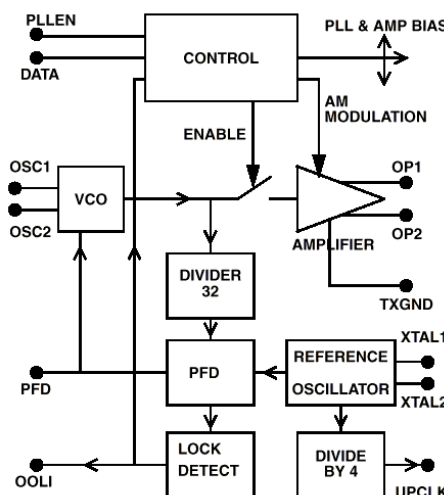 PLLEN
DATA
CONTROL
PLL & AMP BIAS
AM
MODULATION
ENABLE
OSC1
OSC2
VCO
OP1
OP2
AMPLIFIER
DIVIDER
32
TXGND
XTAL1
XTAL2
PFD
PFD
REFERENCE
OSCILLATOR
OOLI
LOCK
DETECT
DIVIDE
BY 4
UPCLK